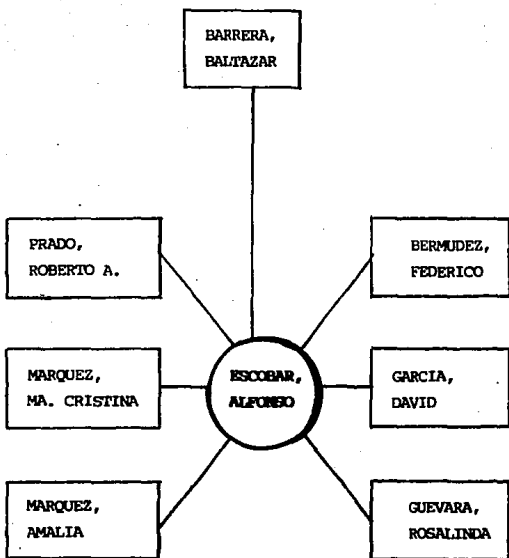 BARRERA,
BALTAZAR
PRADO,
ROBERTO A.
BERMUDEZ,
FEDERICO
MARQUEZ,
MA. CRISTINA
ESCOBAR,
ALFONSO
GARCIA,
DAVID
MARQUEZ,
AMALIA
GUEVARA,
ROSALINDA